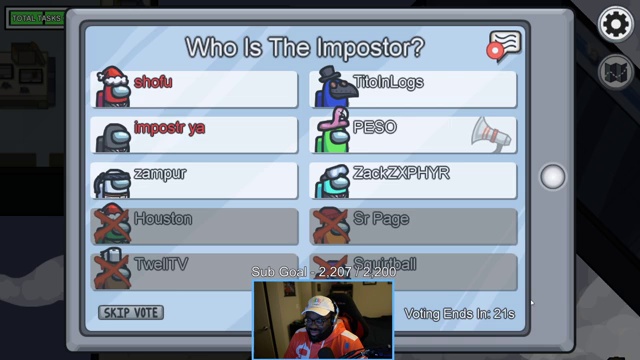 TOTAL TASKS
Who Is The Impostor?
shofu
TitoInLogs
impostr ya
PESO
zampur
ZackZXPHYR
Houston
Sr Page
TwellTV
Squidball
Sub Goal - 2,207 / 2,200
SKIP VOTE
Voting Ends In: 21s